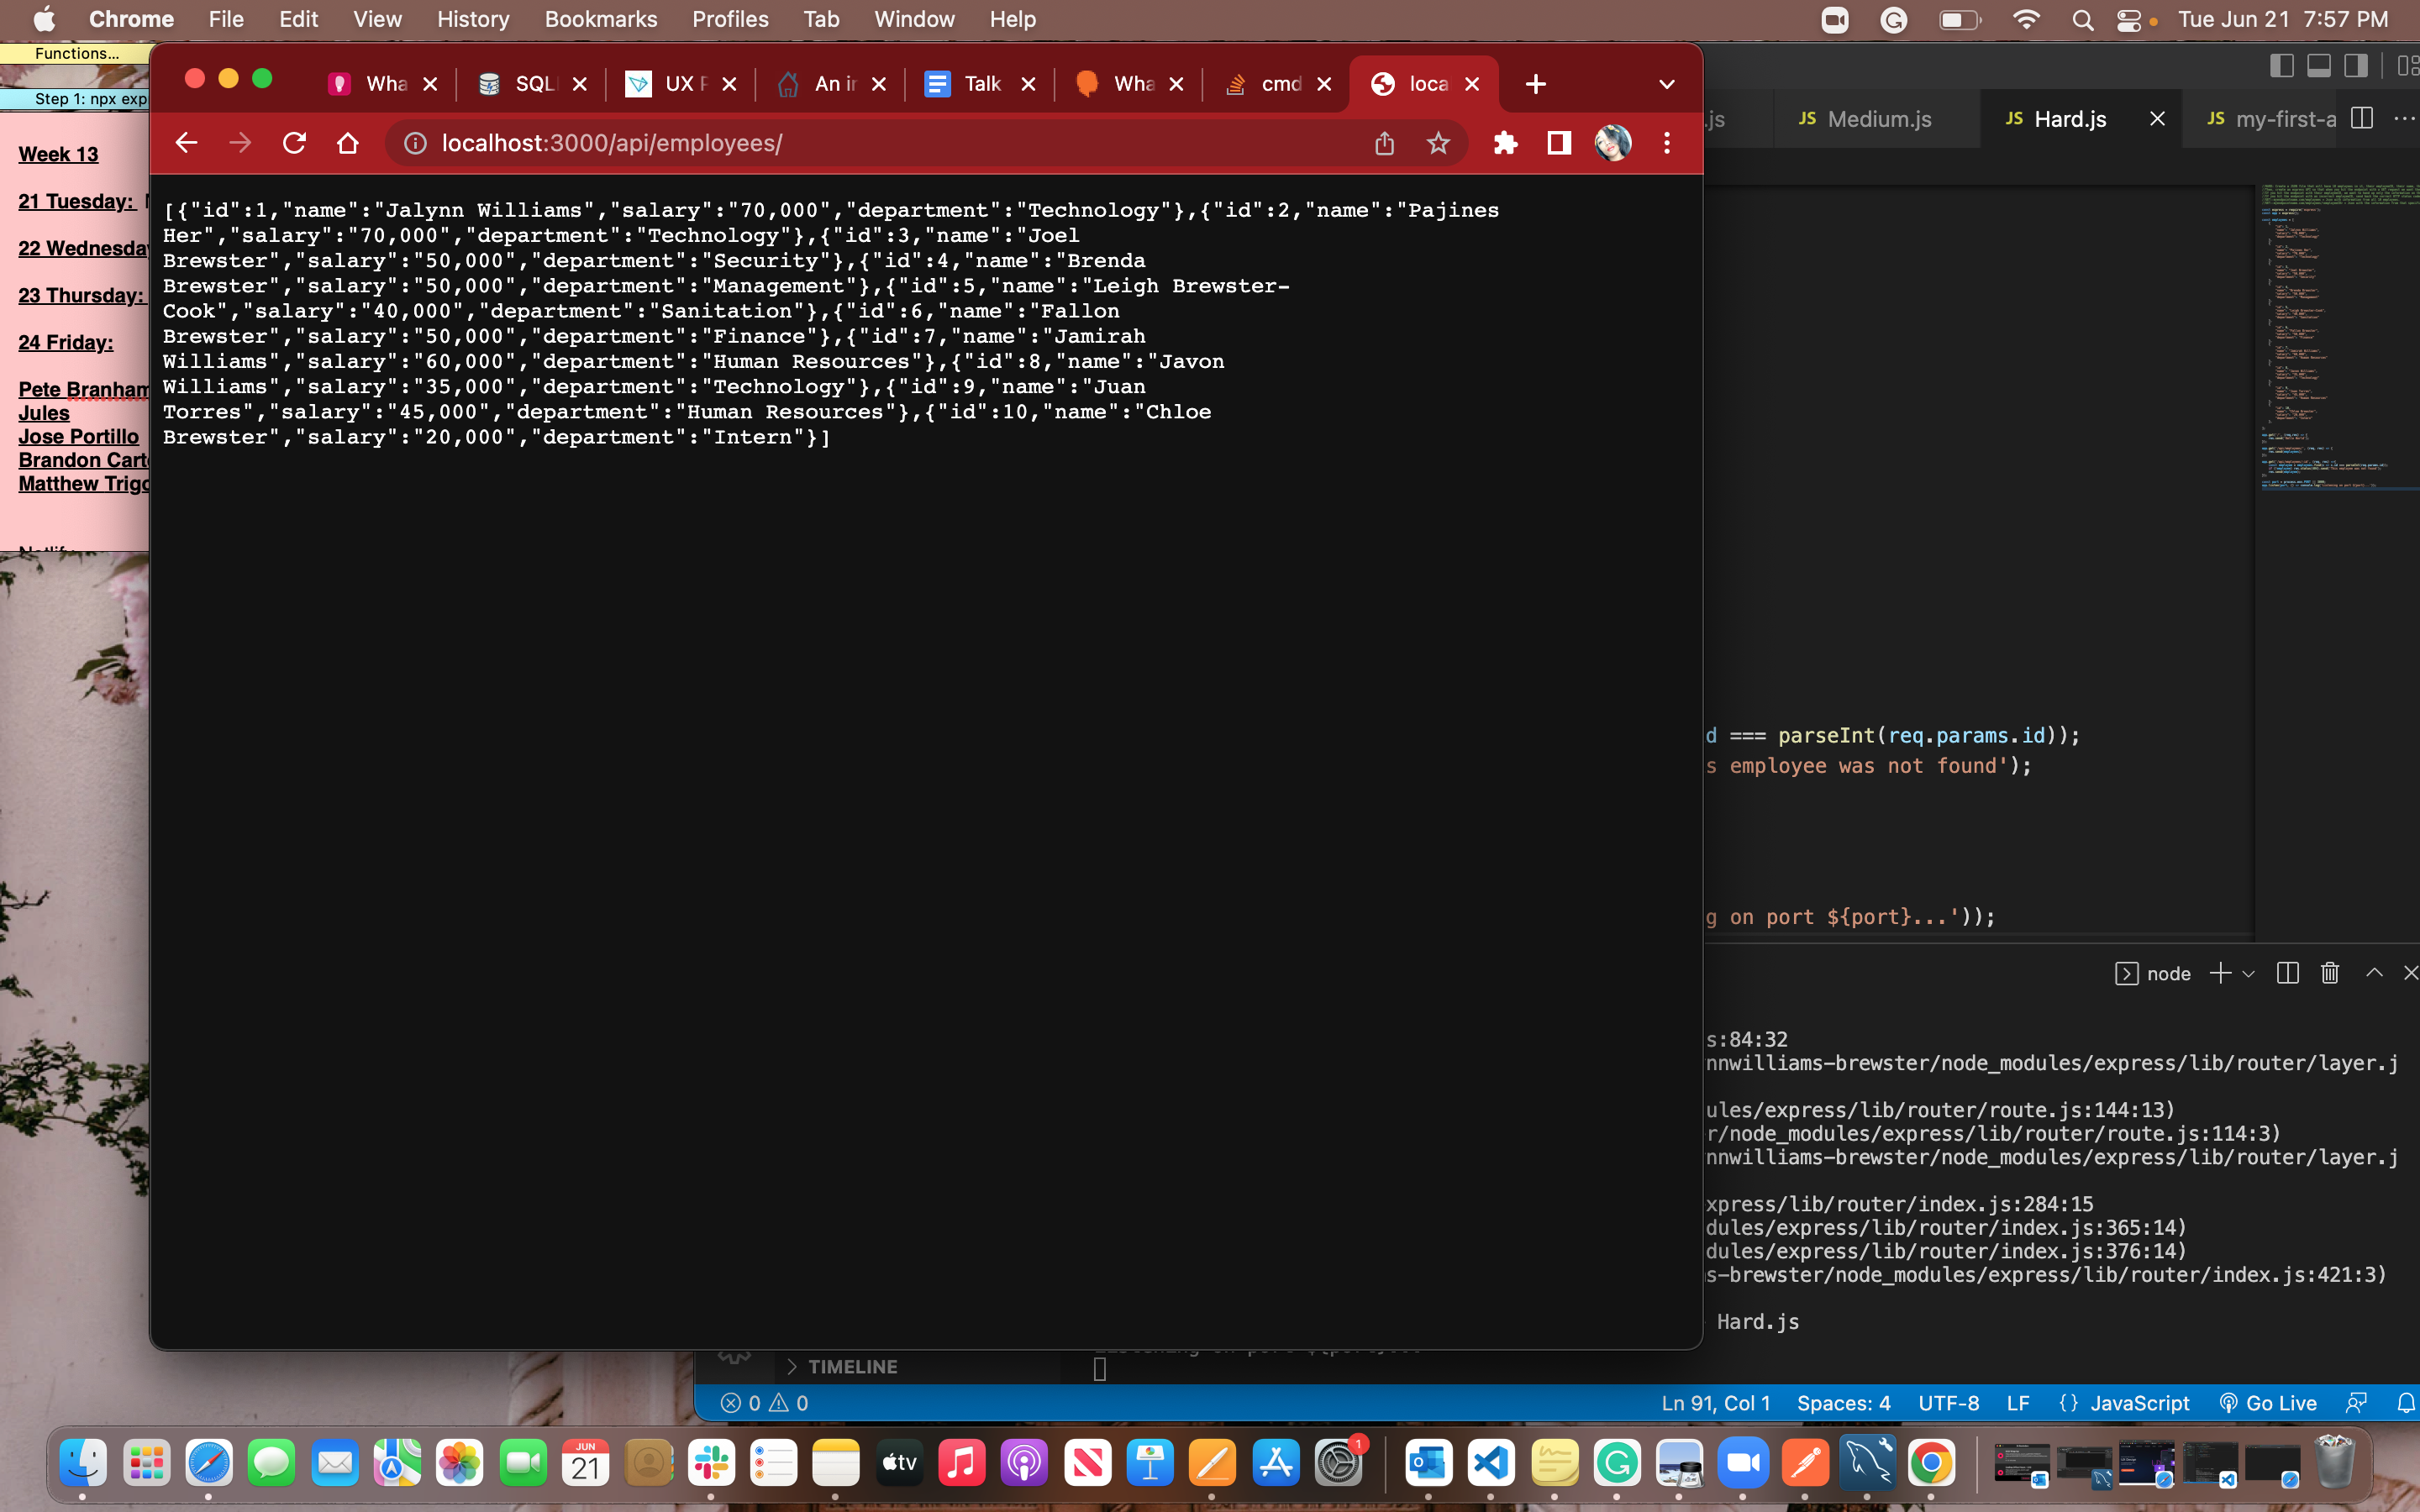 Chrome File Edit View History Bookmarks Profiles Tab Window Help Tue Jun 21 7:57 PM
Functions...
Step 1: npx exp
Week 13
21 Tuesday:
22 Wednesday
23 Thursday:
24 Friday:
Pete Branham
Jules
Jose Portillo
Brandon Carte
Matthew Trigo
Wha SQL UX An in Talk Wha cmd loca
localhost:3000/api/employees/
[{"id":1,"name":"Jalynn Williams","salary":"70,000","department":"Technology"},{"id":2,"name":"Pajines
Her","salary":"70,000","department":"Technology"},{"id":3,"name":"Joel
Brewster","salary":"50,000","department":"Security"},{"id":4,"name":"Brenda
Brewster","salary":"50,000","department":"Management"},{"id":5,"name":"Leigh Brewster-
Cook","salary":"40,000","department":"Sanitation"},{"id":6,"name":"Fallon
Brewster","salary":"50,000","department":"Finance"},{"id":7,"name":"Jamirah
Williams","salary":"60,000","department":"Human Resources"},{"id":8,"name":"Javon
Williams","salary":"35,000","department":"Technology"},{"id":9,"name":"Juan
Torres","salary":"45,000","department":"Human Resources"},{"id":10,"name":"Chloe
Brewster","salary":"20,000","department":"Intern"}]
.js JS Medium.js JS Hard.js JS my-first-a
d === parseInt(req.params.id));
s employee was not found');
g on port ${port}...'));
node
s:84:32
nnwilliams-brewster/node_modules/express/lib/router/layer.j
ules/express/lib/router/route.js:144:13)
r/node_modules/express/lib/router/route.js:114:3)
nnwilliams-brewster/node_modules/express/lib/router/layer.j
xpress/lib/router/index.js:284:15
dules/express/lib/router/index.js:365:14)
dules/express/lib/router/index.js:376:14)
s-brewster/node_modules/express/lib/router/index.js:421:3)
Hard.js
TIMELINE
0 0 Ln 91, Col 1 Spaces: 4 UTF-8 LF {} JavaScript Go Live
JUN
21
tv
1